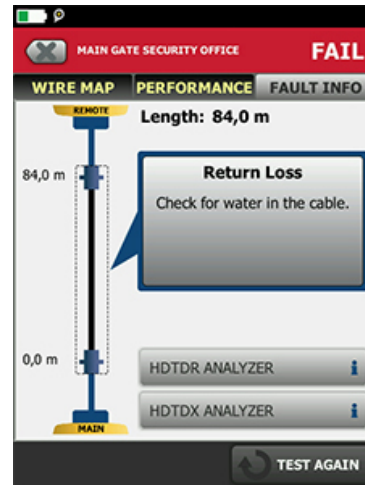 MAIN GATE SECURITY OFFICE
FAIL
WIRE MAP
PERFORMANCE
FAULT INFO
REMOTE
Length: 84,0 m
84,0 m
Return Loss
Check for water in the cable.
0,0 m
HDTDR ANALYZER i
HDTDX ANALYZER i
MAIN
TEST AGAIN